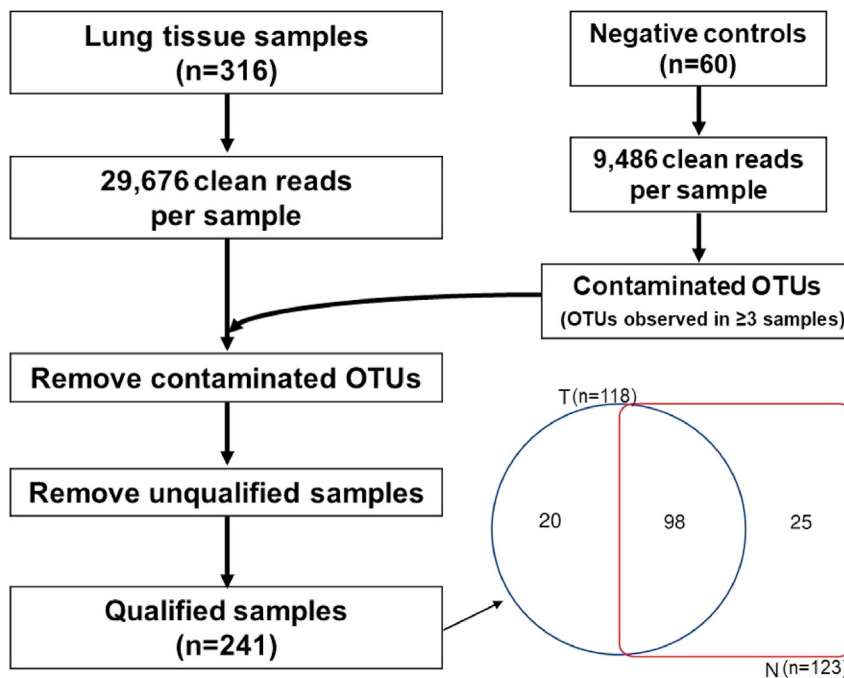 Lung tissue samples
(n=316)
Negative controls
(n=60)
29,676 clean reads
per sample
9,486 clean reads
per sample
Contaminated OTUs
(OTUs observed in ≥3 samples)
Remove contaminated OTUs
Remove unqualified samples
Qualified samples
(n=241)
T(n=118)
20
98
25
N(n=123)